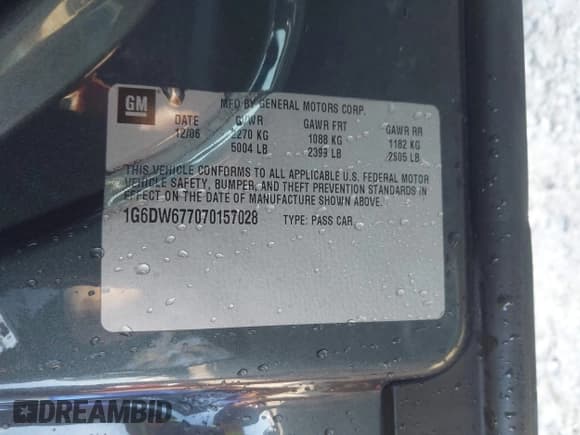 GM
MFD BY GENERAL MOTORS CORP.
DATE GVWR GAWR FRT GAWR RR
12/06 2270 KG 1088 KG 1182 KG
5004 LB 2399 LB 2605 LB
THIS VEHICLE CONFORMS TO ALL APPLICABLE U.S. FEDERAL MOTOR
VEHICLE SAFETY, BUMPER, AND THEFT PREVENTION STANDARDS IN
EFFECT ON THE DATE OF MANUFACTURE SHOWN ABOVE.
1G6DW677070157028 TYPE: PASS CAR
DREAMBID